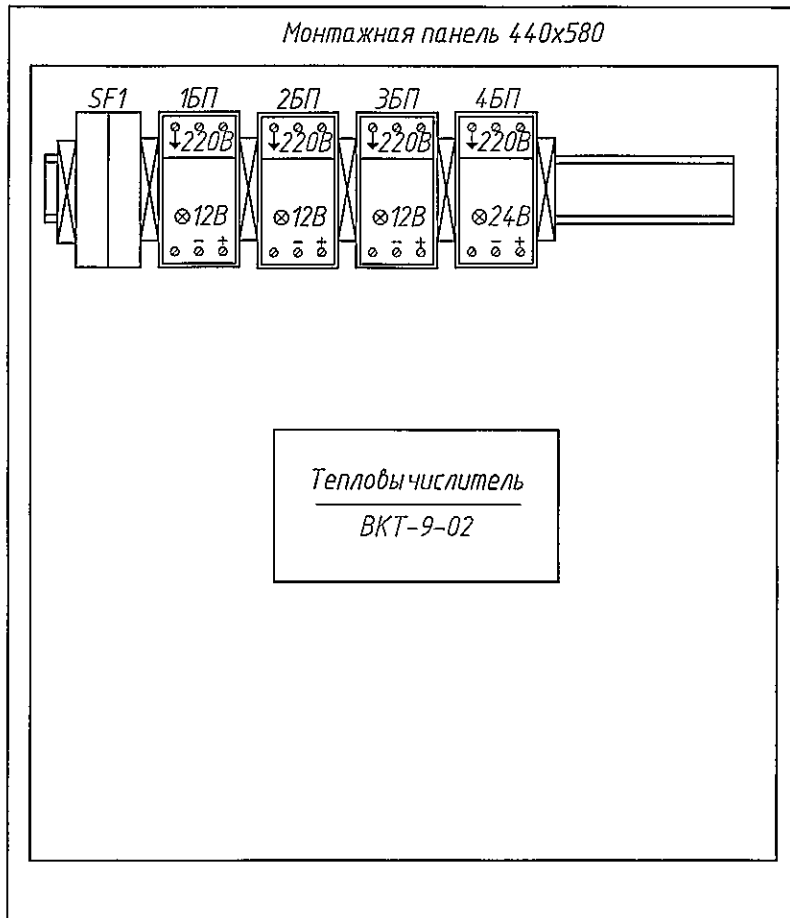 Монтажная панель 440х580
SF1 1БП 2БП 3БП 4БП
220В 220В 220В 220В
12В 12В 12В 24В
- + - + - + - +
Тепловычислитель
ВКТ-9-02